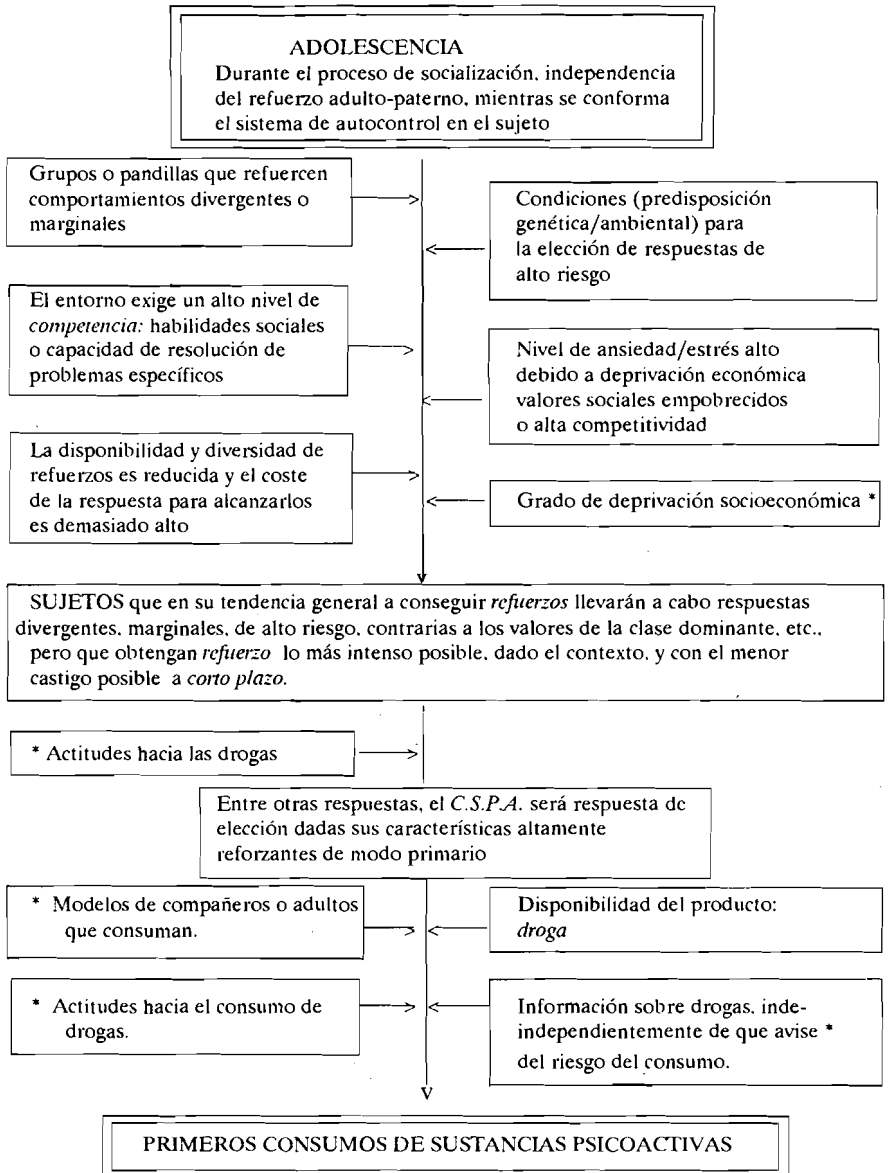 ADOLESCENCIA
Durante el proceso de socialización, independencia
del refuerzo adulto-paterno, mientras se conforma
el sistema de autocontrol en el sujeto
Grupos o pandillas que refuercen
comportamientos divergentes o
marginales
Condiciones (predisposición
genética/ambiental) para
la elección de respuestas de
alto riesgo
El entorno exige un alto nivel de
competencia: habilidades sociales
o capacidad de resolución de
problemas específicos
Nivel de ansiedad/estrés alto
debido a deprivación económica
valores sociales empobrecidos
o alta competitividad
La disponibilidad y diversidad de
refuerzos es reducida y el coste
de la respuesta para alcanzarlos
es demasiado alto
Grado de deprivación socioeconómica *
SUJETOS que en su tendencia general a conseguir refuerzos llevarán a cabo respuestas
divergentes, marginales, de alto riesgo, contrarias a los valores de la clase dominante, etc.,
pero que obtengan refuerzo lo más intenso posible, dado el contexto, y con el menor
castigo posible a corto plazo.
* Actitudes hacia las drogas
Entre otras respuestas, el C.S.P.A. será respuesta de
elección dadas sus características altamente
reforzantes de modo primario
* Modelos de compañeros o adultos
que consuman.
Disponibilidad del producto:
droga
* Actitudes hacia el consumo de
drogas.
Información sobre drogas, inde-
independientemente de que avise *
del riesgo del consumo.
PRIMEROS CONSUMOS DE SUSTANCIAS PSICOACTIVAS